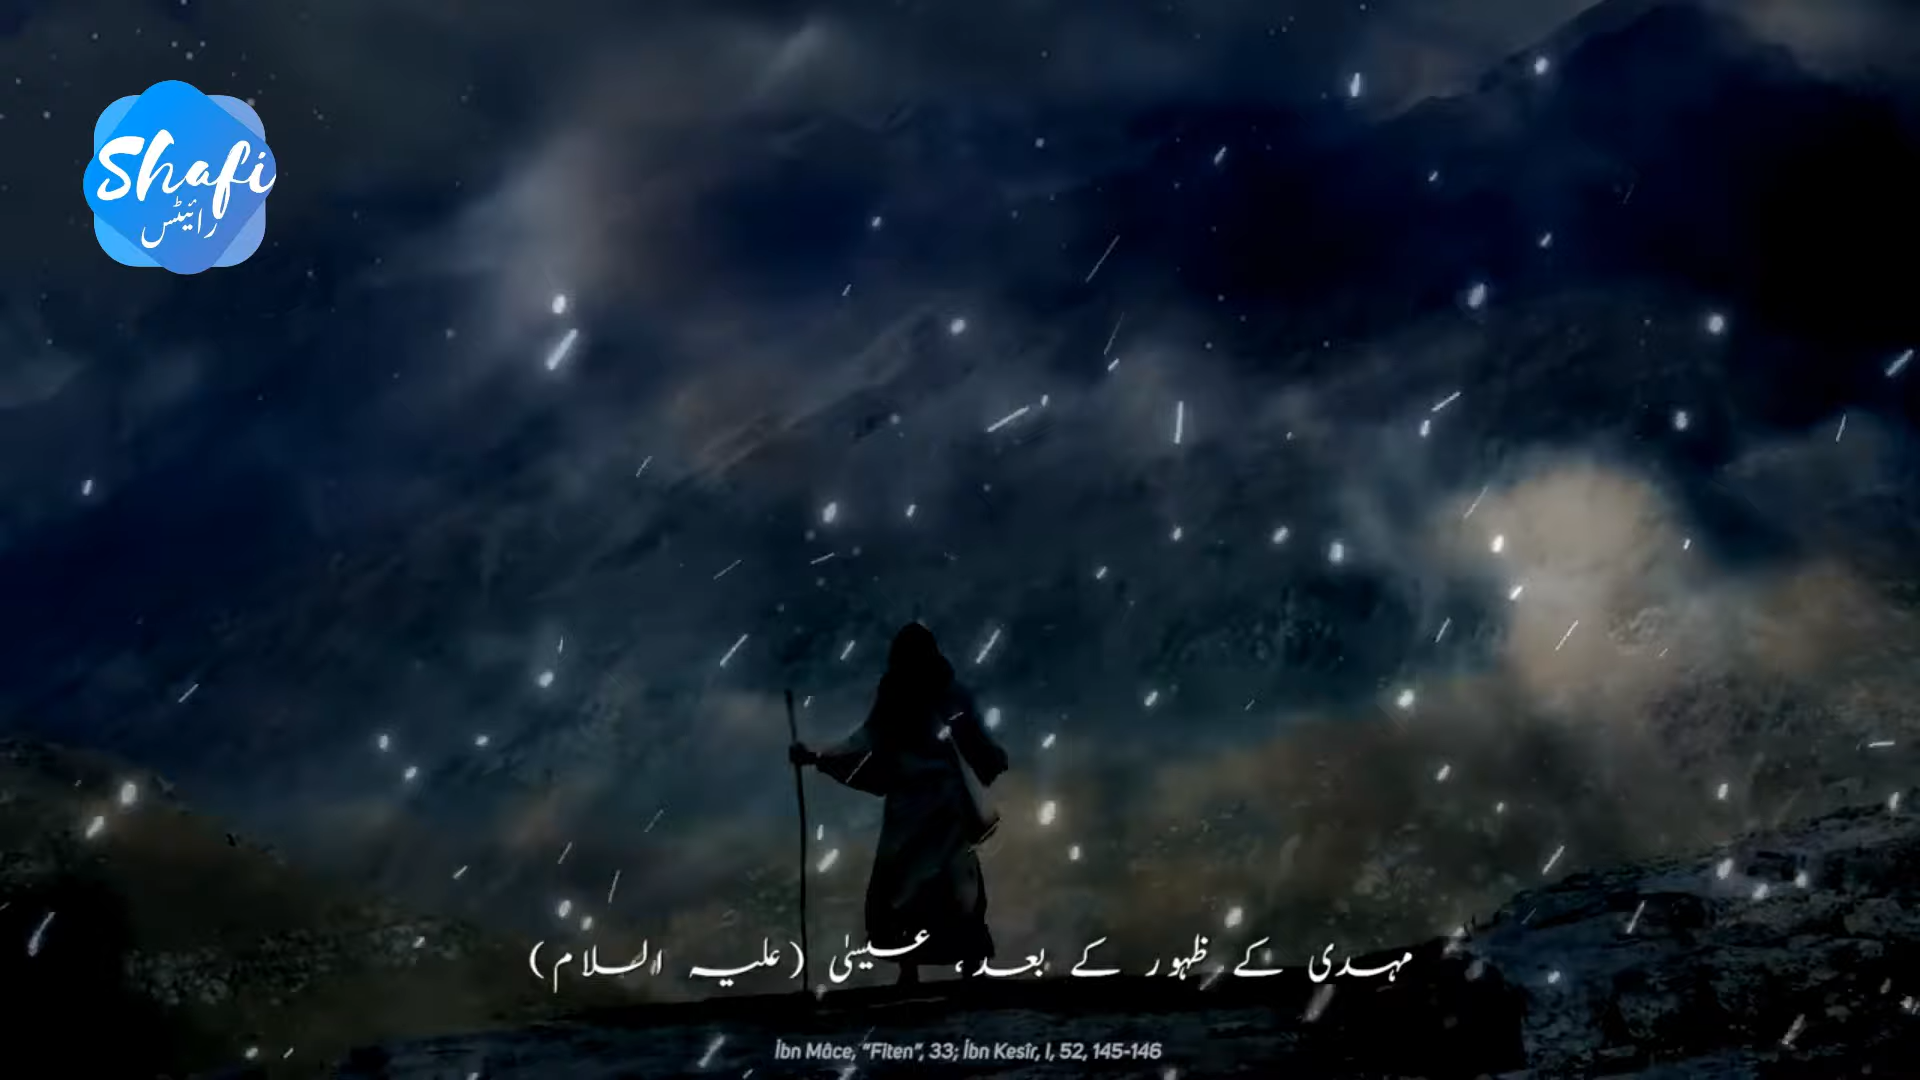 Shafi
رائیٹس
مہدی کے ظہور کے بعد، عیسیٰ (علیہ السلام)
İbn Mâce, "Fiten", 33; İbn Kesîr, I, 52, 145-146